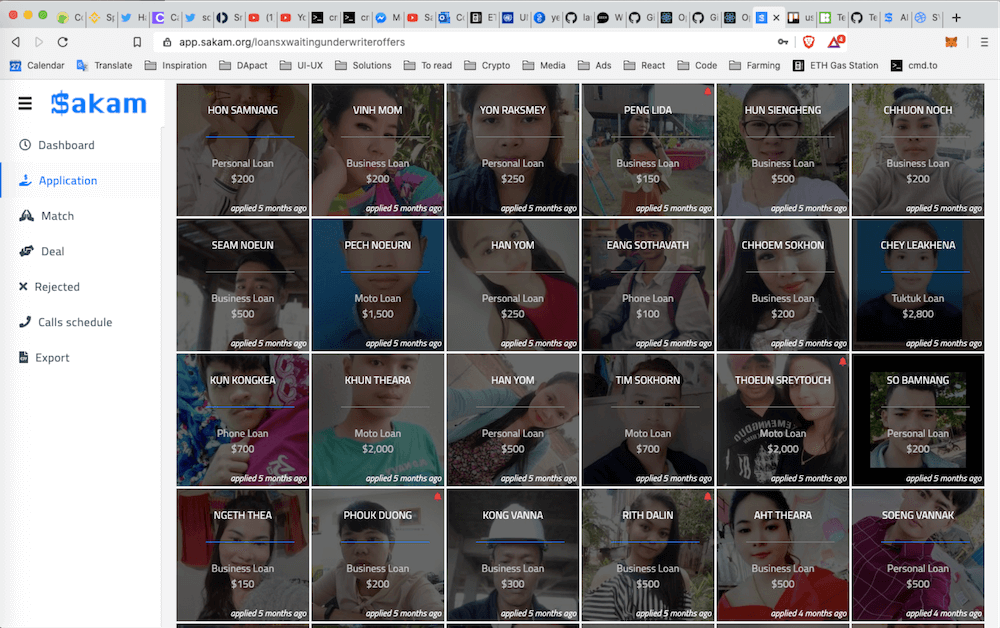 Calendar Translate Inspiration DApact UI-UX Solutions To read Crypto Media Ads React Code Farming ETH Gas Station cmd.to
app.sakam.org/loansxwaitingunderwriteroffers
4
27
Sakam
Dashboard
Application
Match
Deal
Rejected
Calls schedule
Export
HON SAMNANG
Personal Loan
$200
applied 5 months ago
VINH MOM
Business Loan
$200
applied 5 months ago
YON RAKSMEY
Personal Loan
$250
applied 5 months ago
PENG LIDA
Business Loan
$150
applied 5 months ago
HUN SIENGHENG
Business Loan
$500
applied 5 months ago
CHHUON NOCH
Business Loan
$200
applied 5 months ago
SEAM NOEUN
Business Loan
$500
applied 5 months ago
PECH NOEURN
Moto Loan
$1,500
applied 5 months ago
HAN YOM
Personal Loan
$250
applied 5 months ago
EANG SOTHAVATH
Phone Loan
$100
applied 5 months ago
CHHOEM SOKHON
Business Loan
$200
applied 5 months ago
CHEY LEAKHENA
Tuktuk Loan
$2,800
applied 5 months ago
KUN KONGKEA
Phone Loan
$700
applied 5 months ago
KHUN THEARA
Moto Loan
$2,000
applied 5 months ago
HAN YOM
Personal Loan
$500
applied 5 months ago
TIM SOKHORN
Moto Loan
$700
applied 5 months ago
THOEUN SREYTOUCH
Moto Loan
$2,000
applied 5 months ago
SO BAMNANG
Personal Loan
$200
applied 5 months ago
NGETH THEA
Business Loan
$150
applied 5 months ago
PHOUK DUONG
Business Loan
$200
applied 5 months ago
KONG VANNA
Business Loan
$300
applied 5 months ago
RITH DALIN
Business Loan
$500
applied 5 months ago
AHT THEARA
Business Loan
$500
applied 4 months ago
SOENG VANNAK
Personal Loan
$500
applied 4 months ago